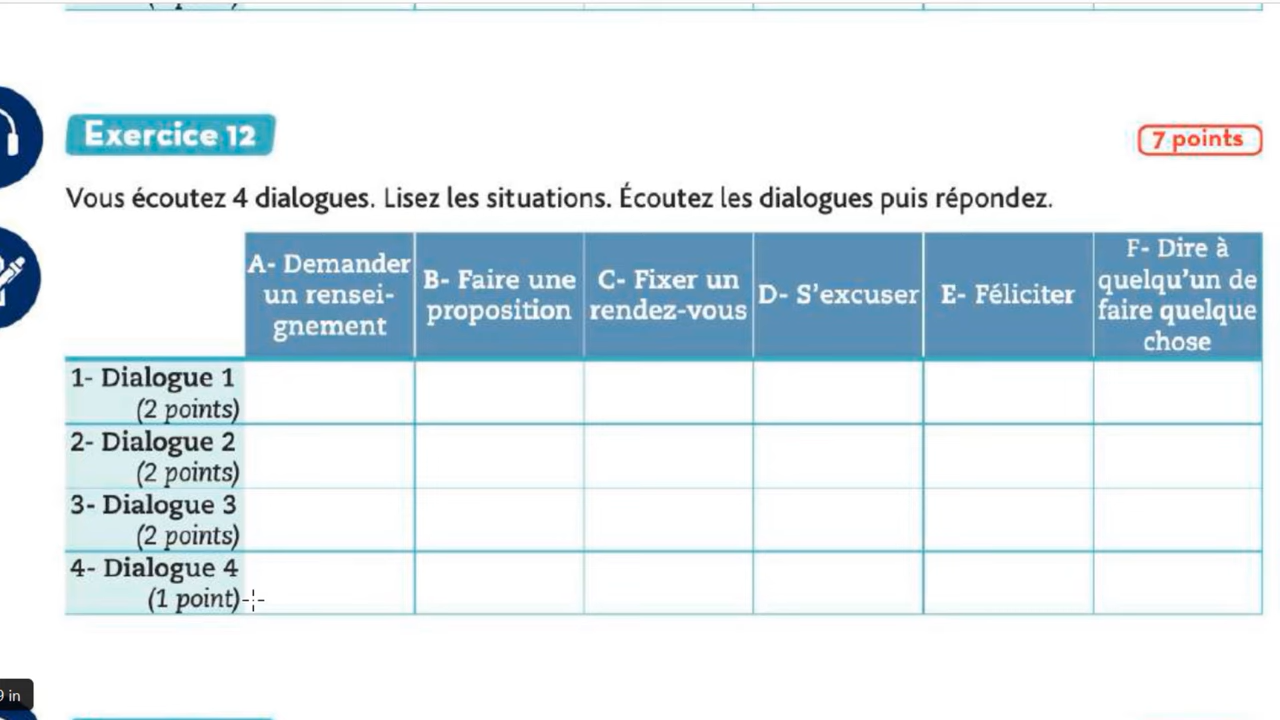 Exercice 12
7 points
Vous écoutez 4 dialogues. Lisez les situations. Écoutez les dialogues puis répondez.
A- Demander
un rensei-
gnement
B- Faire une
proposition
C- Fixer un
rendez-vous
D- S'excuser
E- Féliciter
F- Dire à
quelqu'un de
faire quelque
chose
1- Dialogue 1
(2 points)
2- Dialogue 2
(2 points)
3- Dialogue 3
(2 points)
4- Dialogue 4
(1 point)
9 in